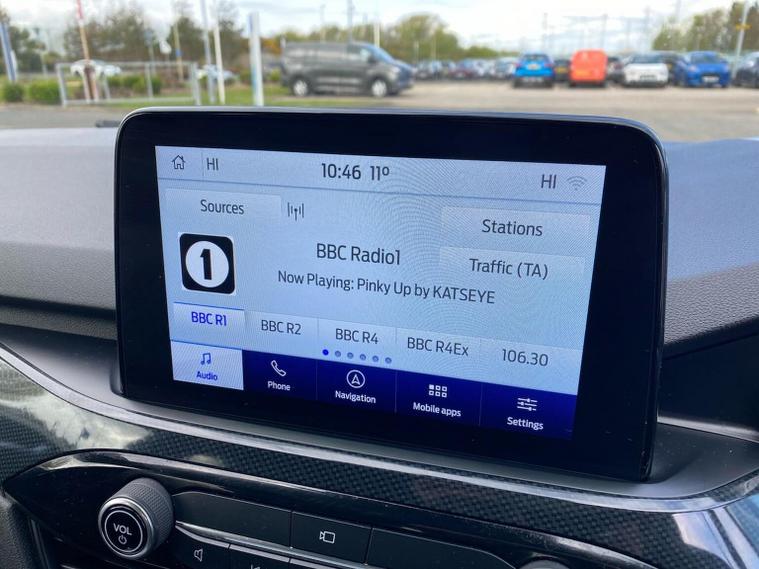 HI 10:46 11º HI
Sources Stations
1 BBC Radio1 Traffic (TA)
Now Playing: Pinky Up by KATSEYE
BBC R1 BBC R2 BBC R4 BBC R4Ex 106.30
Audio Phone Navigation Mobile apps Settings
VOL